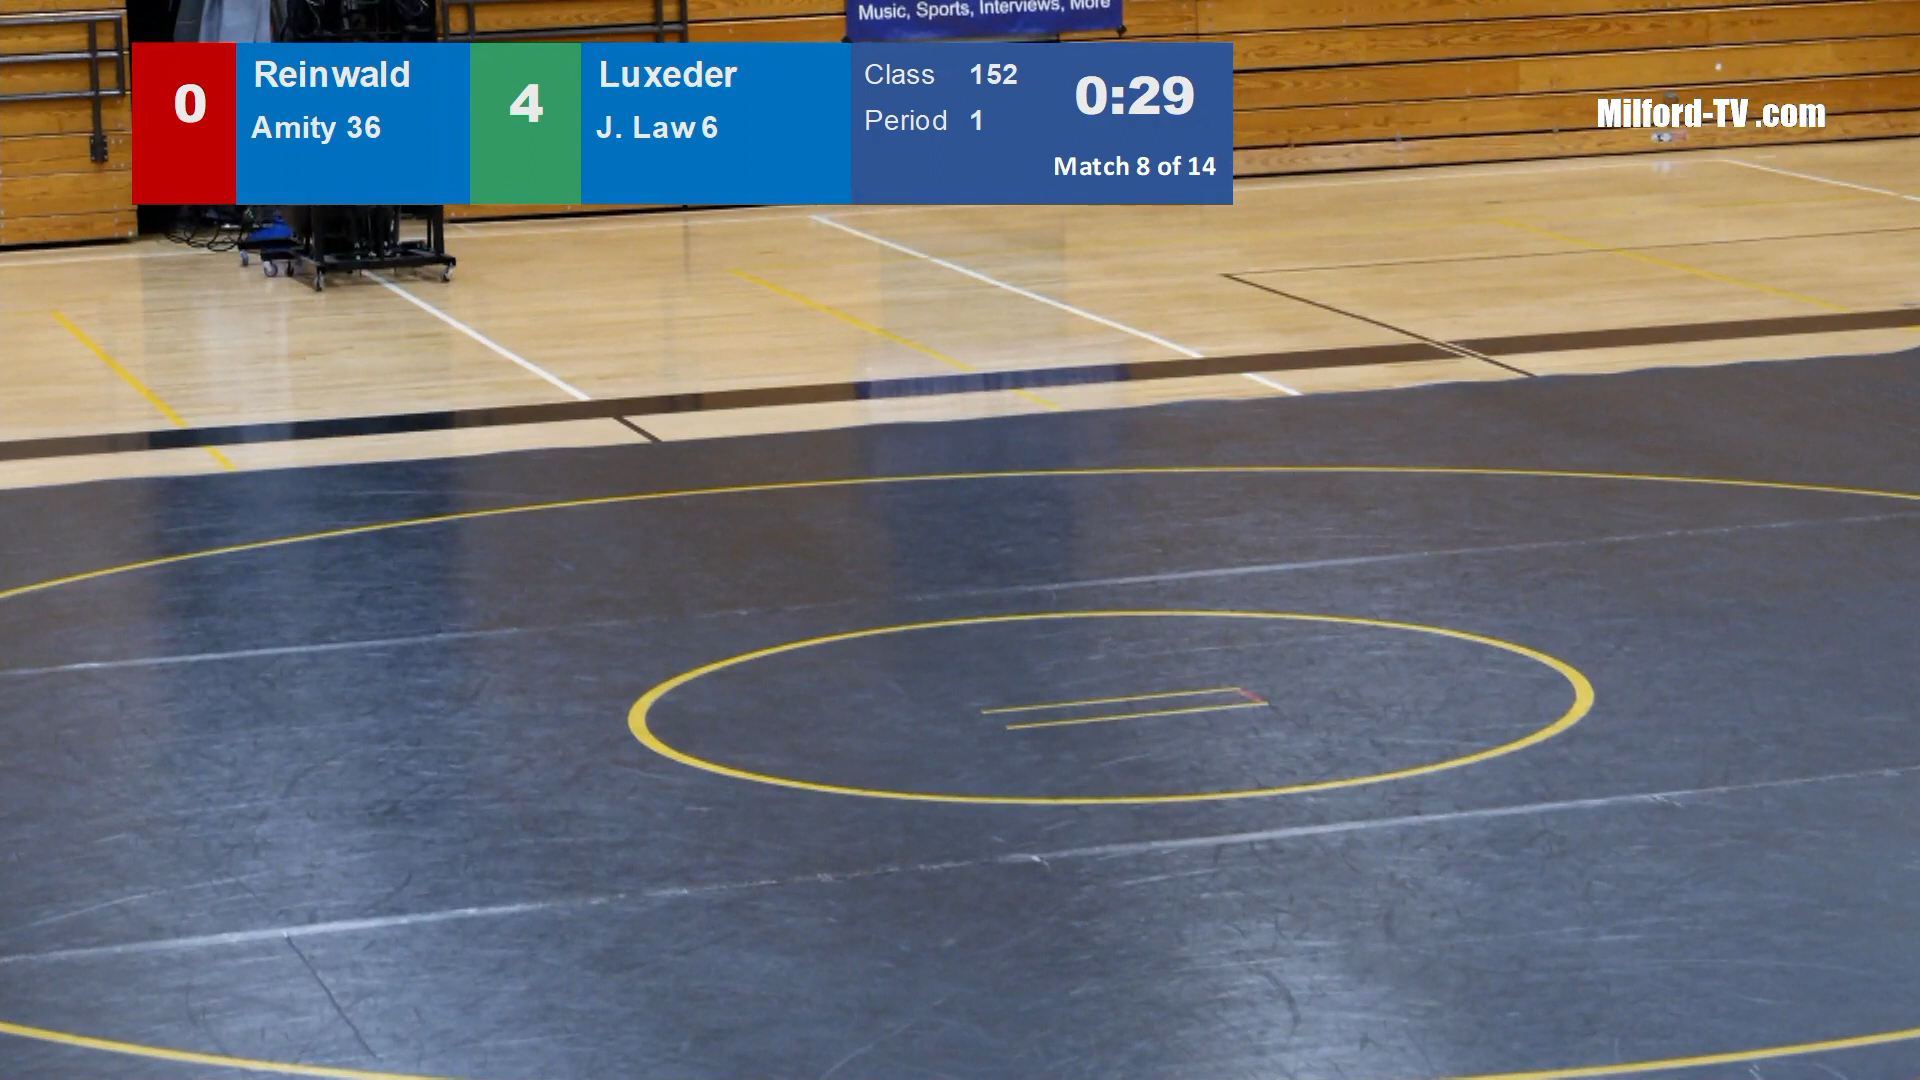 Music, Sports, Interviews, More
0
Reinwald
Amity 36
4
Luxeder
J. Law 6
Class 152
Period 1
0:29
Match 8 of 14
Milford-TV.com